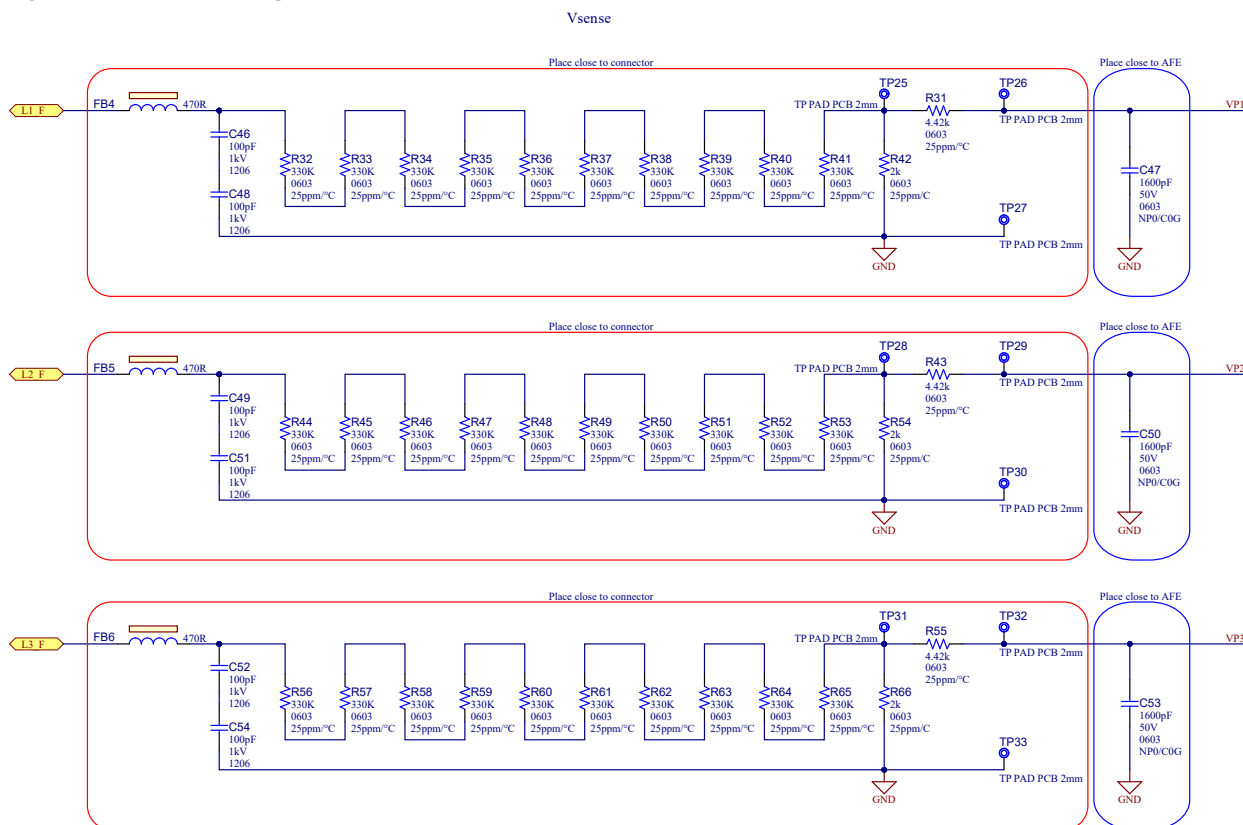 Vsense
Place close to connector
Place close to AFE
L1_F
FB4
470R
C46
100pF
1kV
1206
C48
100pF
1kV
1206
R32
330K
0603
25ppm/°C
R33
330K
0603
25ppm/°C
R34
330K
0603
25ppm/°C
R35
330K
0603
25ppm/°C
R36
330K
0603
25ppm/°C
R37
330K
0603
25ppm/°C
R38
330K
0603
25ppm/°C
R39
330K
0603
25ppm/°C
R40
330K
0603
25ppm/°C
R41
330K
0603
25ppm/°C
TP25
TP PAD PCB 2mm
R42
2k
0603
25ppm/C
R31
4.42k
0603
25ppm/°C
TP26
TP PAD PCB 2mm
TP27
TP PAD PCB 2mm
GND
C47
1600pF
50V
0603
NP0/C0G
GND
VP1
Place close to connector
Place close to AFE
L2_F
FB5
470R
C49
100pF
1kV
1206
C51
100pF
1kV
1206
R44
330K
0603
25ppm/°C
R45
330K
0603
25ppm/°C
R46
330K
0603
25ppm/°C
R47
330K
0603
25ppm/°C
R48
330K
0603
25ppm/°C
R49
330K
0603
25ppm/°C
R50
330K
0603
25ppm/°C
R51
330K
0603
25ppm/°C
R52
330K
0603
25ppm/°C
R53
330K
0603
25ppm/°C
TP28
TP PAD PCB 2mm
R54
2k
0603
25ppm/C
R43
4.42k
0603
25ppm/°C
TP29
TP PAD PCB 2mm
TP30
TP PAD PCB 2mm
GND
C50
1600pF
50V
0603
NP0/C0G
GND
VP2
Place close to connector
Place close to AFE
L3_F
FB6
470R
C52
100pF
1kV
1206
C54
100pF
1kV
1206
R56
330K
0603
25ppm/°C
R57
330K
0603
25ppm/°C
R58
330K
0603
25ppm/°C
R59
330K
0603
25ppm/°C
R60
330K
0603
25ppm/°C
R61
330K
0603
25ppm/°C
R62
330K
0603
25ppm/°C
R63
330K
0603
25ppm/°C
R64
330K
0603
25ppm/°C
R65
330K
0603
25ppm/°C
TP31
TP PAD PCB 2mm
R66
2k
0603
25ppm/C
R55
4.42k
0603
25ppm/°C
TP32
TP PAD PCB 2mm
TP33
TP PAD PCB 2mm
GND
C53
1600pF
50V
0603
NP0/C0G
GND
VP3